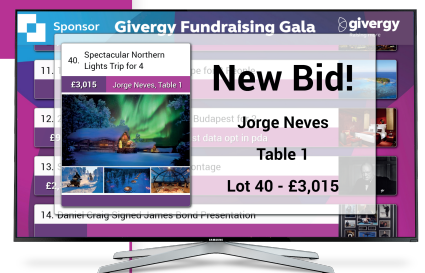 Sponsor Givergy Fundraising Gala givergy
40. Spectacular Northern
Lights Trip for 4
£3,015 Jorge Neves, Table 1
New Bid!
Jorge Neves
Table 1
Lot 40 - £3,015
11.
12. Budapest
data opt in pda
13.
14. Daniel Craig Signed James Bond Presentation
SAMSUNG